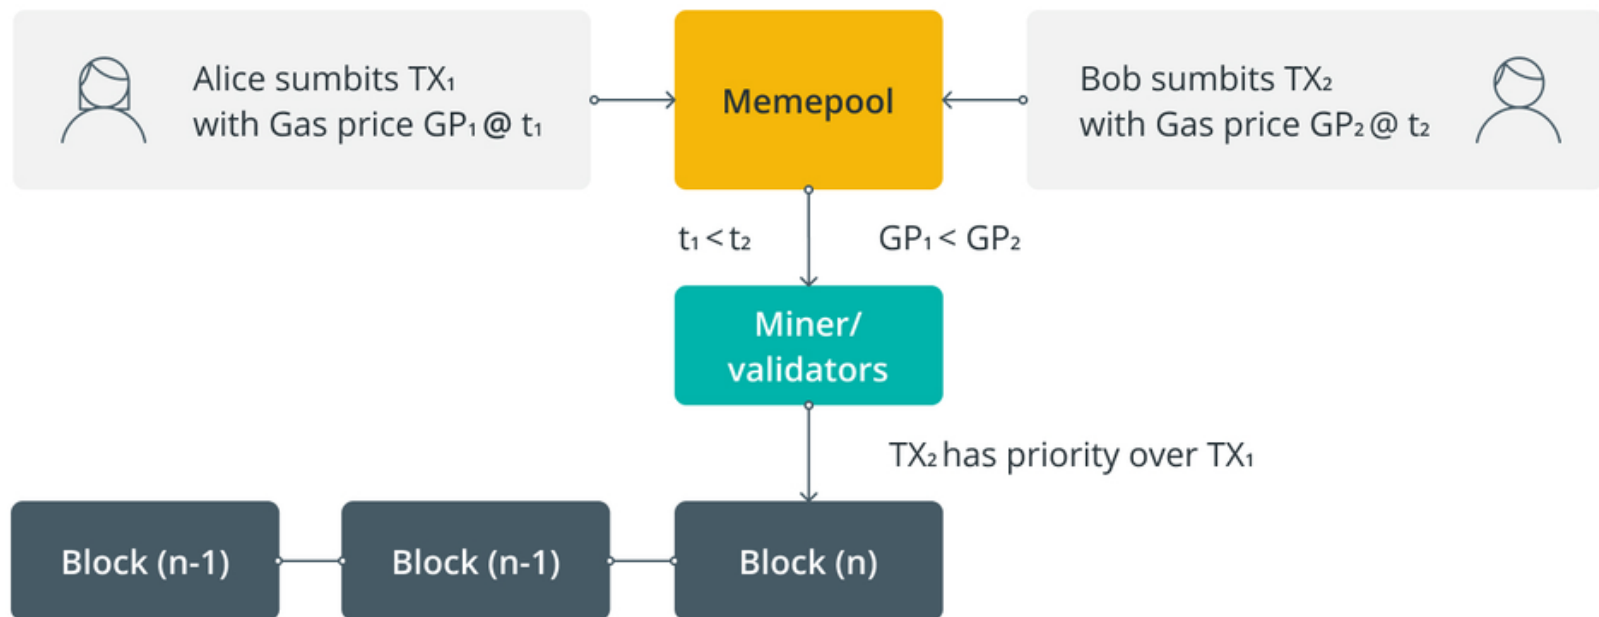 Alice sumbits TX₁
with Gas price GP₁ @ t₁
Memepool
Bob sumbits TX₂
with Gas price GP₂ @ t₂
t₁ < t₂
GP₁ < GP₂
Miner/
validators
TX₂ has priority over TX₁
Block (n-1)
Block (n-1)
Block (n)